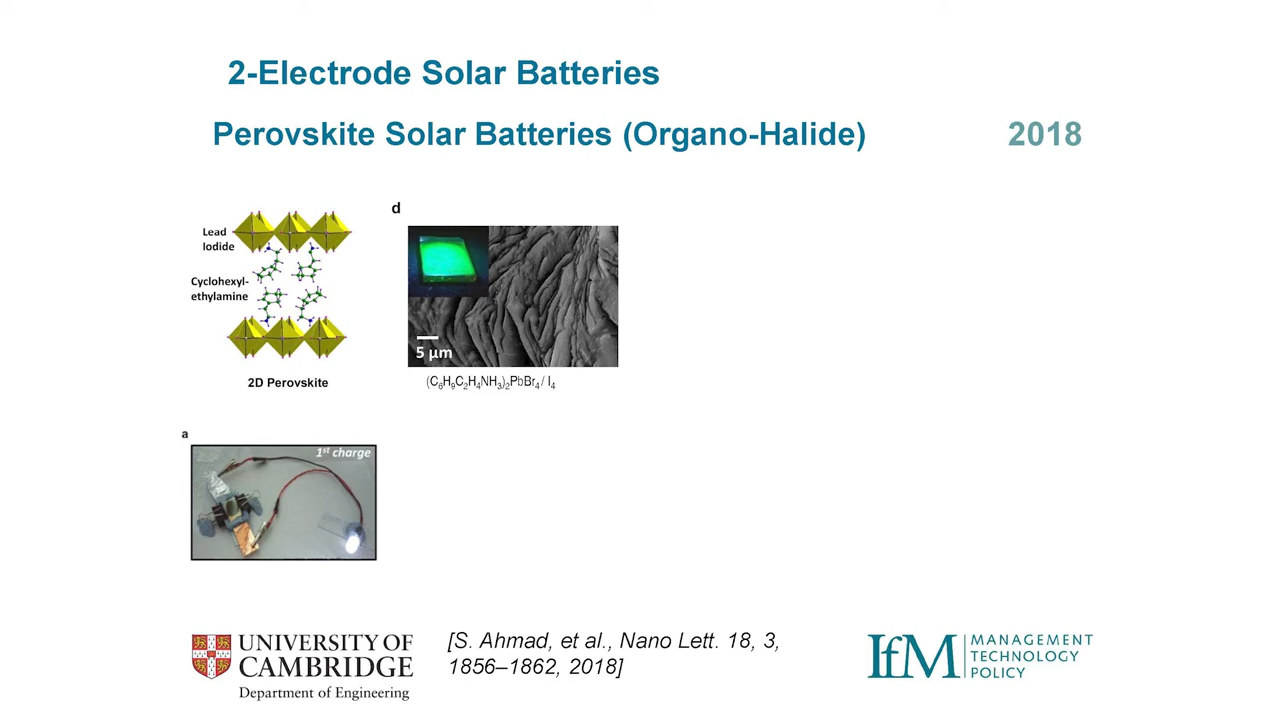 2-Electrode Solar Batteries
Perovskite Solar Batteries (Organo-Halide)
2018
Lead
Iodide
Cyclohexyl-
ethylamine
2D Perovskite
d
5 µm
(C₆H₉C₂H₄NH₃)₂PbBr₄ / I₄
a
1ˢᵗ charge
UNIVERSITY OF
CAMBRIDGE
Department of Engineering
[S. Ahmad, et al., Nano Lett. 18, 3,
1856–1862, 2018]
IfM
MANAGEMENT
TECHNOLOGY
POLICY